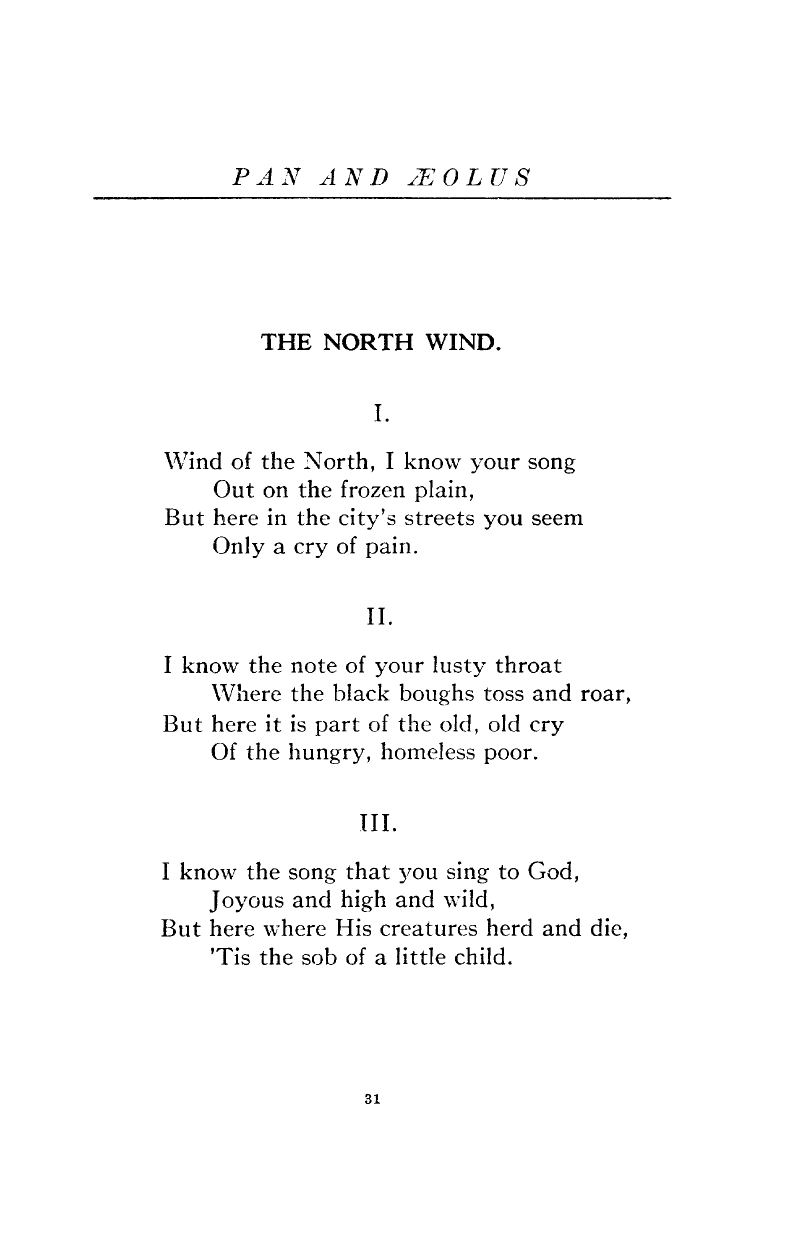 PAN AND ÆOLUS
THE NORTH WIND.
I.
Wind of the North, I know your song
Out on the frozen plain,
But here in the city's streets you seem
Only a cry of pain.
II.
I know the note of your lusty throat
Where the black boughs toss and roar,
But here it is part of the old, old cry
Of the hungry, homeless poor.
III.
I know the song that you sing to God,
Joyous and high and wild,
But here where His creatures herd and die,
'Tis the sob of a little child.
31